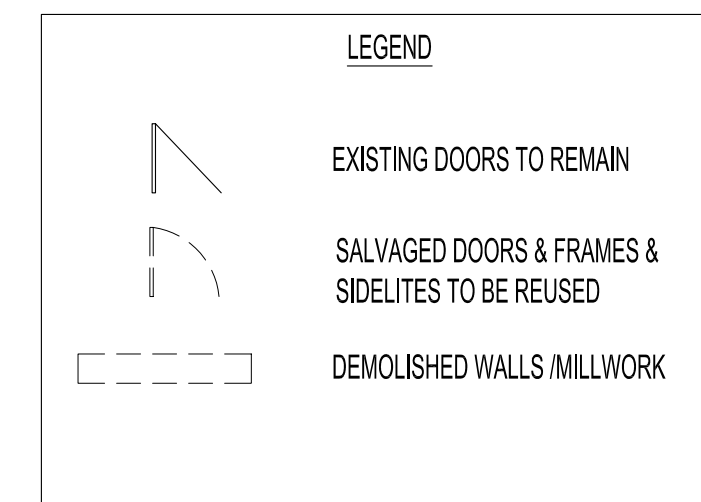 LEGEND
EXISTING DOORS TO REMAIN
SALVAGED DOORS & FRAMES &
SIDELITES TO BE REUSED
DEMOLISHED WALLS /MILLWORK